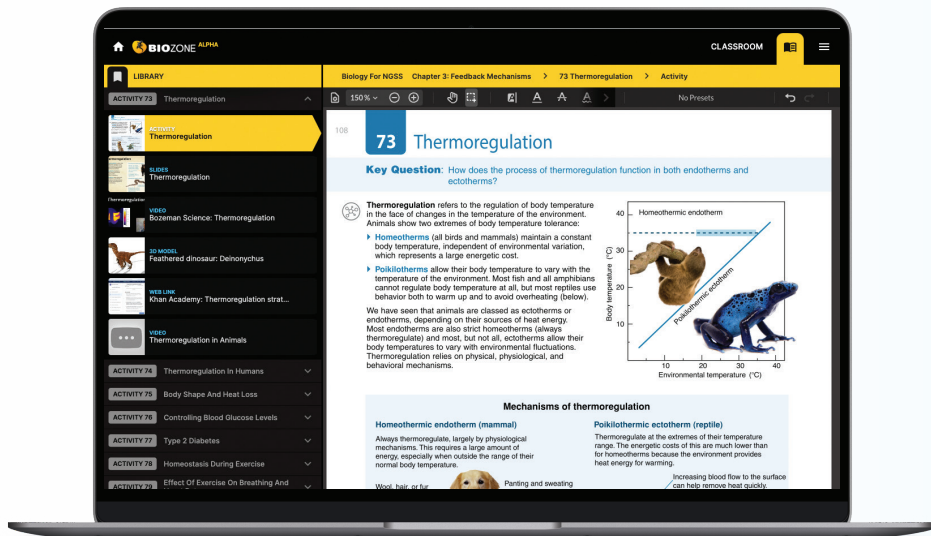 BIOZONE ALPHA
CLASSROOM
LIBRARY
Biology For NGSS Chapter 3: Feedback Mechanisms > 73 Thermoregulation > Activity
ACTIVITY 73 Thermoregulation
150%
No Presets
ACTIVITY
Thermoregulation
SLIDES
Thermoregulation
VIDEO
Bozeman Science: Thermoregulation
3D MODEL
Feathered dinosaur: Deinonychus
WEB LINK
Khan Academy: Thermoregulation strat...
VIDEO
Thermoregulation in Animals
ACTIVITY 74 Thermoregulation In Humans
ACTIVITY 75 Body Shape And Heat Loss
ACTIVITY 76 Controlling Blood Glucose Levels
ACTIVITY 77 Type 2 Diabetes
ACTIVITY 78 Homeostasis During Exercise
ACTIVITY 79 Effect Of Exercise On Breathing And
108
73 Thermoregulation
Key Question: How does the process of thermoregulation function in both endotherms and
ectotherms?
Thermoregulation refers to the regulation of body temperature
in the face of changes in the temperature of the environment.
Animals show two extremes of body temperature tolerance:
Homeotherms (all birds and mammals) maintain a constant
body temperature, independent of environmental variation,
which represents a large energetic cost.
Poikilotherms allow their body temperature to vary with the
temperature of the environment. Most fish and all amphibians
cannot regulate body temperature at all, but most reptiles use
behavior both to warm up and to avoid overheating (below).
We have seen that animals are classed as ectotherms or
endotherms, depending on their sources of heat energy.
Most endotherms are also strict homeotherms (always
thermoregulate) and most, but not all, ectotherms allow their
body temperatures to vary with environmental fluctuations.
Thermoregulation relies on physical, physiological, and
behavioral mechanisms.
Homeothermic endotherm
40
30
20
10
Body temperature (°C)
Poikilothermic ectotherm
10 20 30 40
Environmental temperature (°C)
Mechanisms of thermoregulation
Homeothermic endotherm (mammal)
Always thermoregulate, largely by physiological
mechanisms. This requires a large amount of
energy, especially when outside the range of their
normal body temperature.
Wool, hair, or fur
Panting and sweating
Poikilothermic ectotherm (reptile)
Thermoregulate at the extremes of their temperature
range. The energetic costs of this are much lower than
for homeotherms because the environment provides
heat energy for warming.
Increasing blood flow to the surface
can help remove heat quickly.